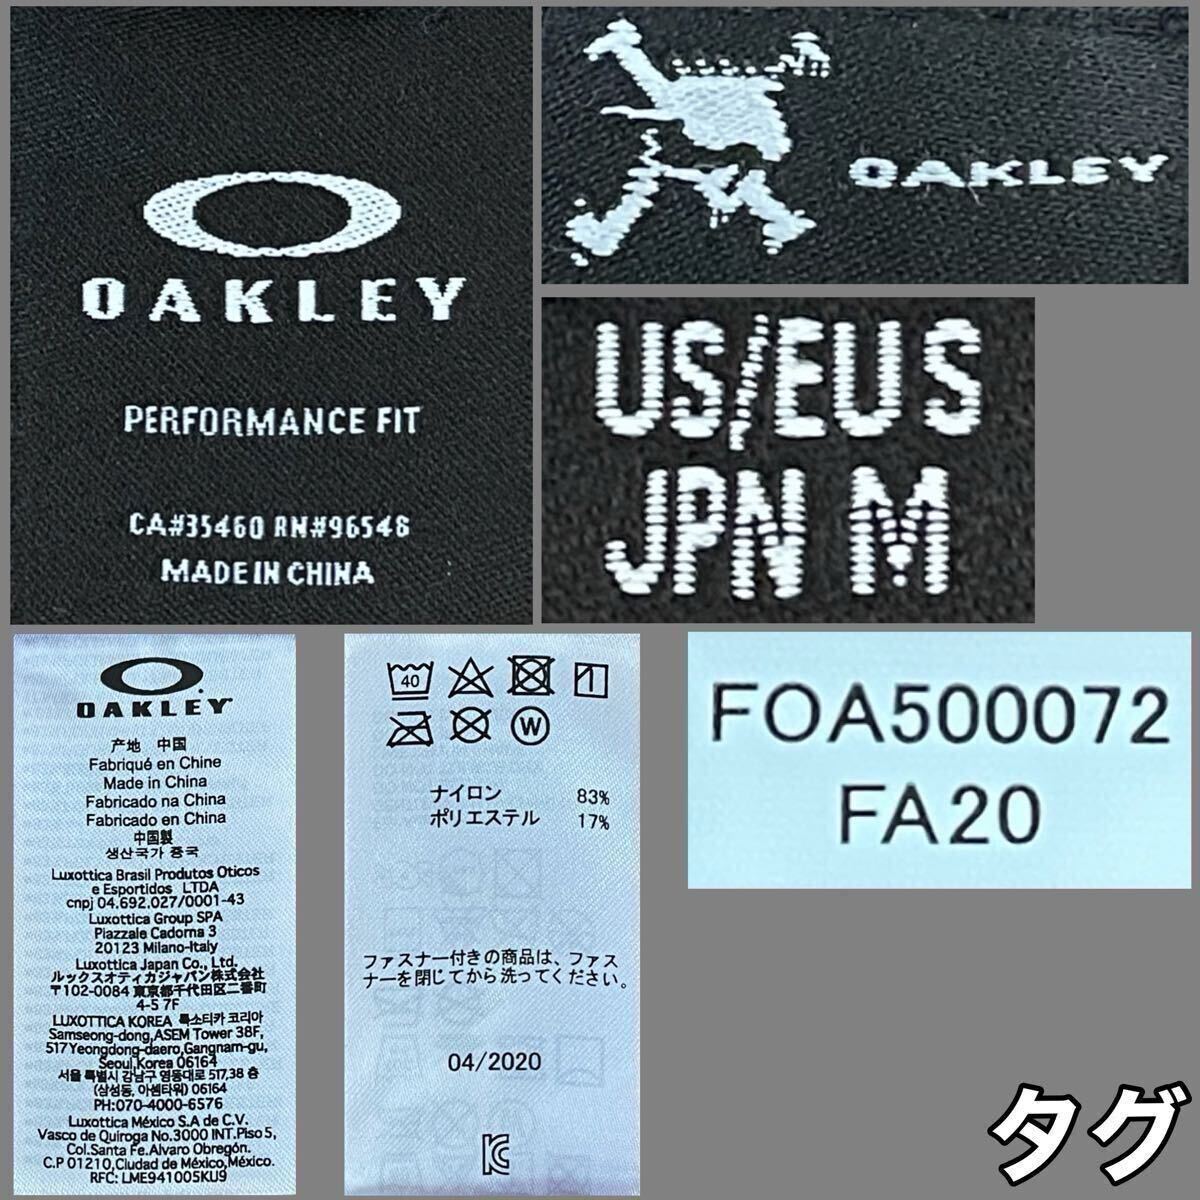 OAKLEY
PERFORMANCE FIT
CA#35460 RN#96548
MADE IN CHINA
OAKLEY
US/EU S
JPN M
OAKLEY
产地 中国
Fabriqué en Chine
Made in China
Fabricado na China
Fabricado en China
中国製
생산국가 중국
Luxottica Brasil Produtos Oticos
e Esportidos LTDA
cnpj 04.692.027/0001-43
Luxottica Group SPA
Piazzale Cadorna 3
20123 Milano-Italy
Luxottica Japan Co., Ltd.
ルックスオティカジャパン株式会社
〒102-0084 東京都千代田区二番町
4-5 7F
LUXOTTICA KOREA 룩소티카 코리아
Samseong-dong,ASEM Tower 38F,
517 Yeongdong-daero,Gangnam-gu,
Seoul,Korea 06164
서울 특별시 강남구 영동대로 517,38 층
(삼성동, 아셈타워) 06164
PH:070-4000-6576
Luxottica México S.A de C.V.
Vasco de Quiroga No.3000 INT.Piso 5,
Col.Santa Fe.Alvaro Obregón.
C.P 01210,Ciudad de México,México.
RFC: LME941005KU9
40
W
ナイロン 83%
ポリエステル 17%
ファスナー付きの商品は、ファス
ナーを閉じてから洗ってください。
04/2020
FOA500072
FA20
タグ